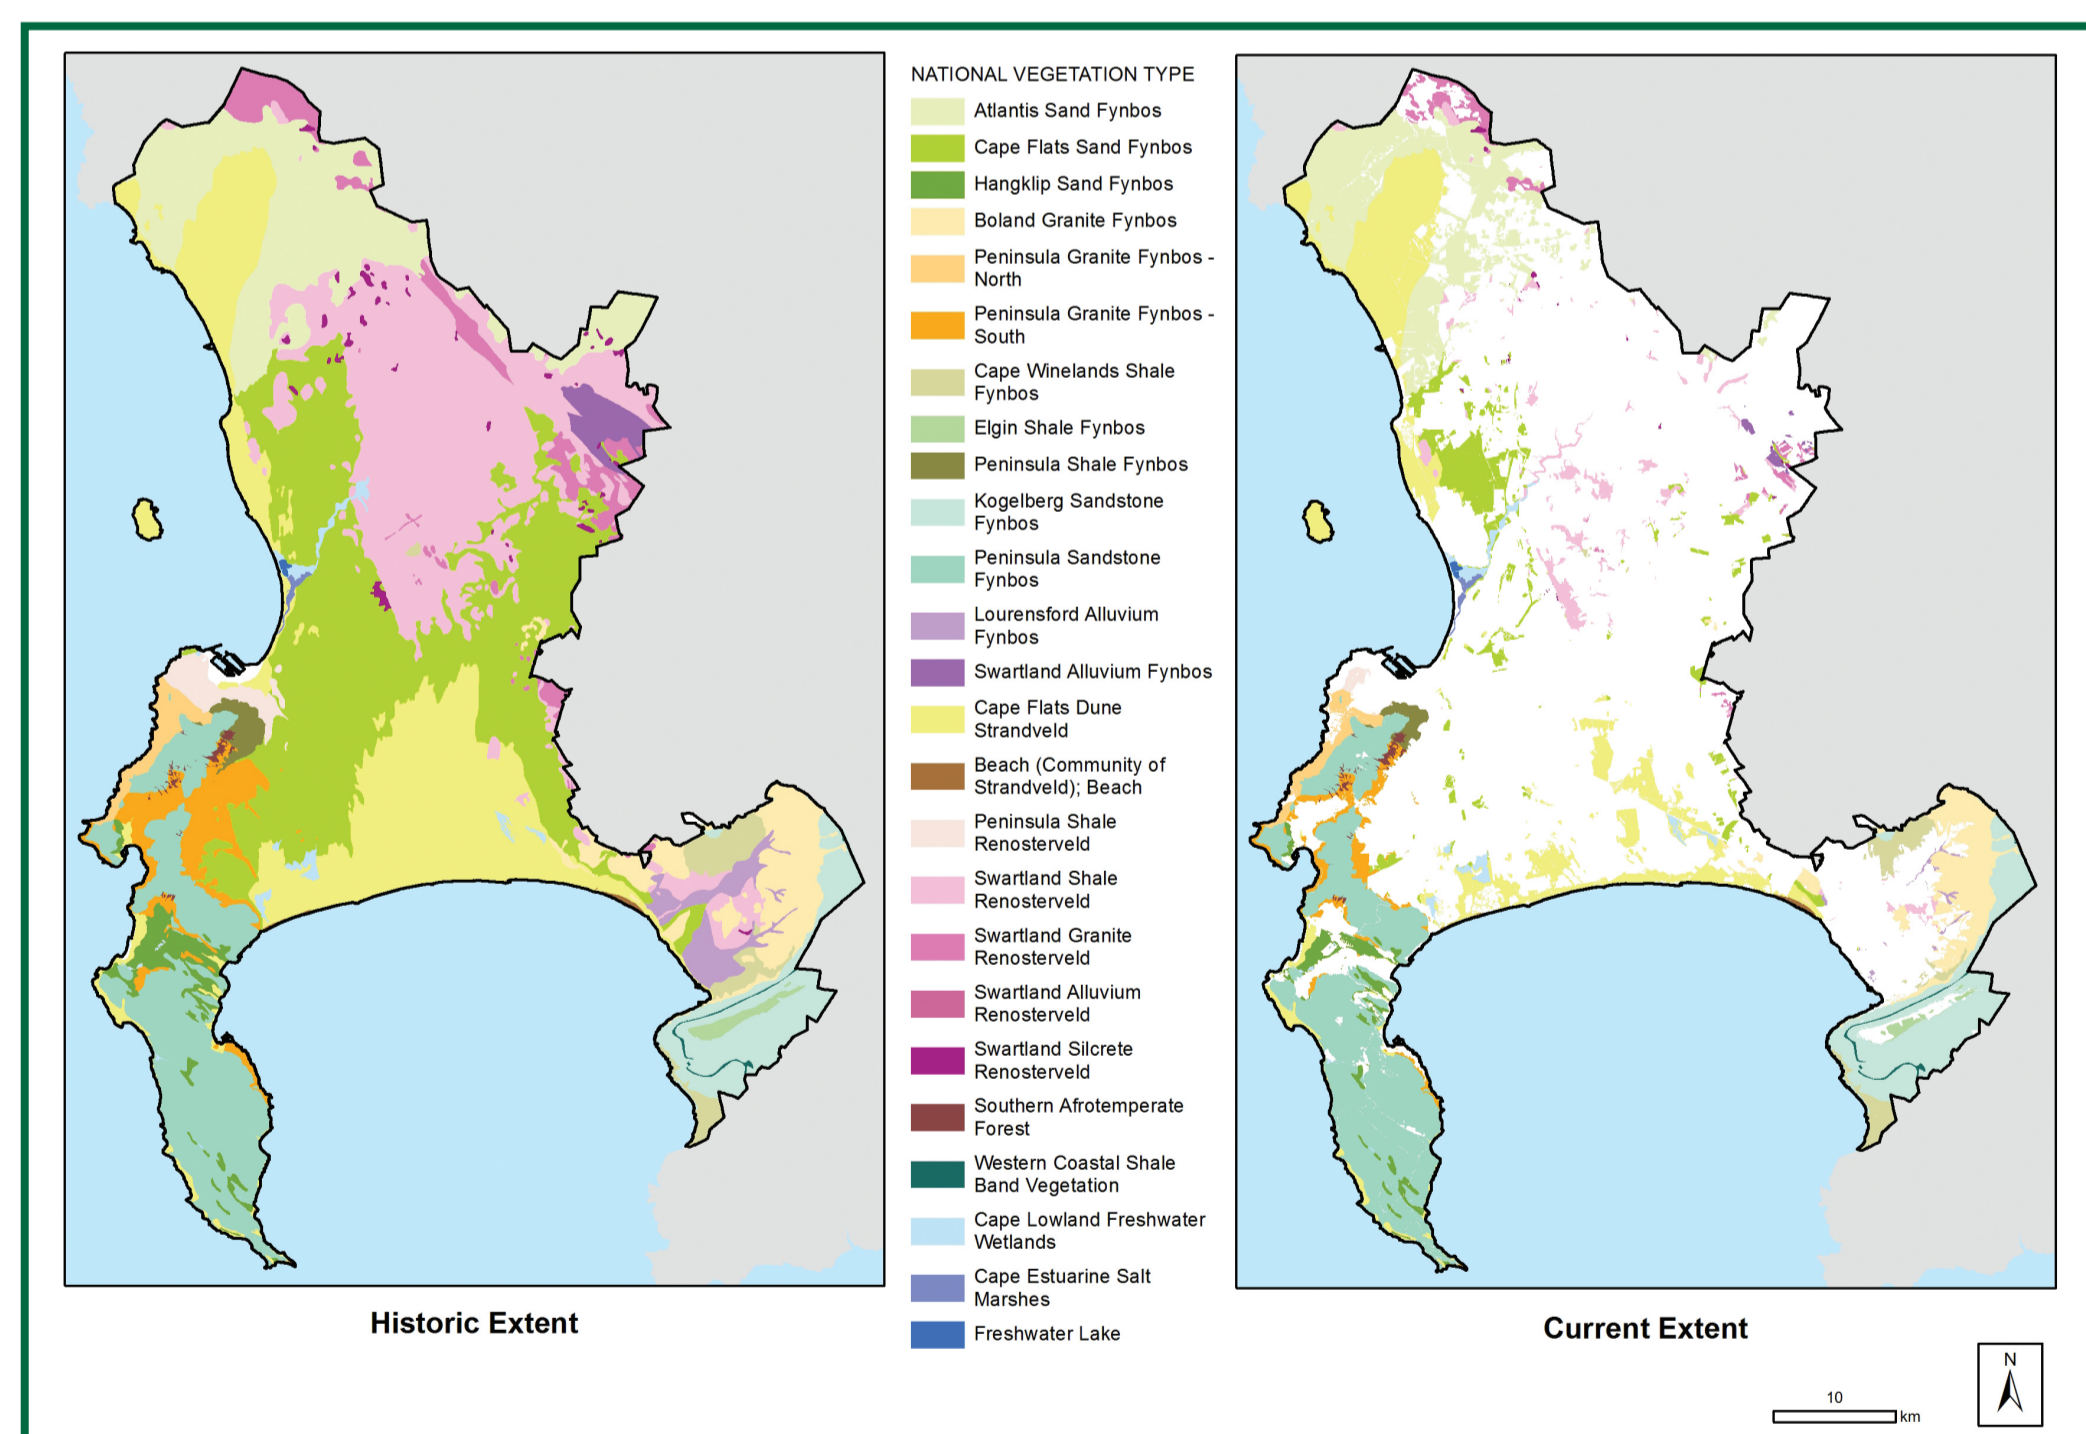 NATIONAL VEGETATION TYPE
Atlantis Sand Fynbos
Cape Flats Sand Fynbos
Hangklip Sand Fynbos
Boland Granite Fynbos
Peninsula Granite Fynbos -
North
Peninsula Granite Fynbos -
South
Cape Winelands Shale
Fynbos
Elgin Shale Fynbos
Peninsula Shale Fynbos
Kogelberg Sandstone
Fynbos
Peninsula Sandstone
Fynbos
Lourensford Alluvium
Fynbos
Swartland Alluvium Fynbos
Cape Flats Dune
Strandveld
Beach (Community of
Strandveld); Beach
Peninsula Shale
Renosterveld
Swartland Shale
Renosterveld
Swartland Granite
Renosterveld
Swartland Alluvium
Renosterveld
Swartland Silcrete
Renosterveld
Southern Afrotemperate
Forest
Western Coastal Shale
Band Vegetation
Cape Lowland Freshwater
Wetlands
Cape Estuarine Salt
Marshes
Freshwater Lake
Historic Extent
Current Extent
N
10
km